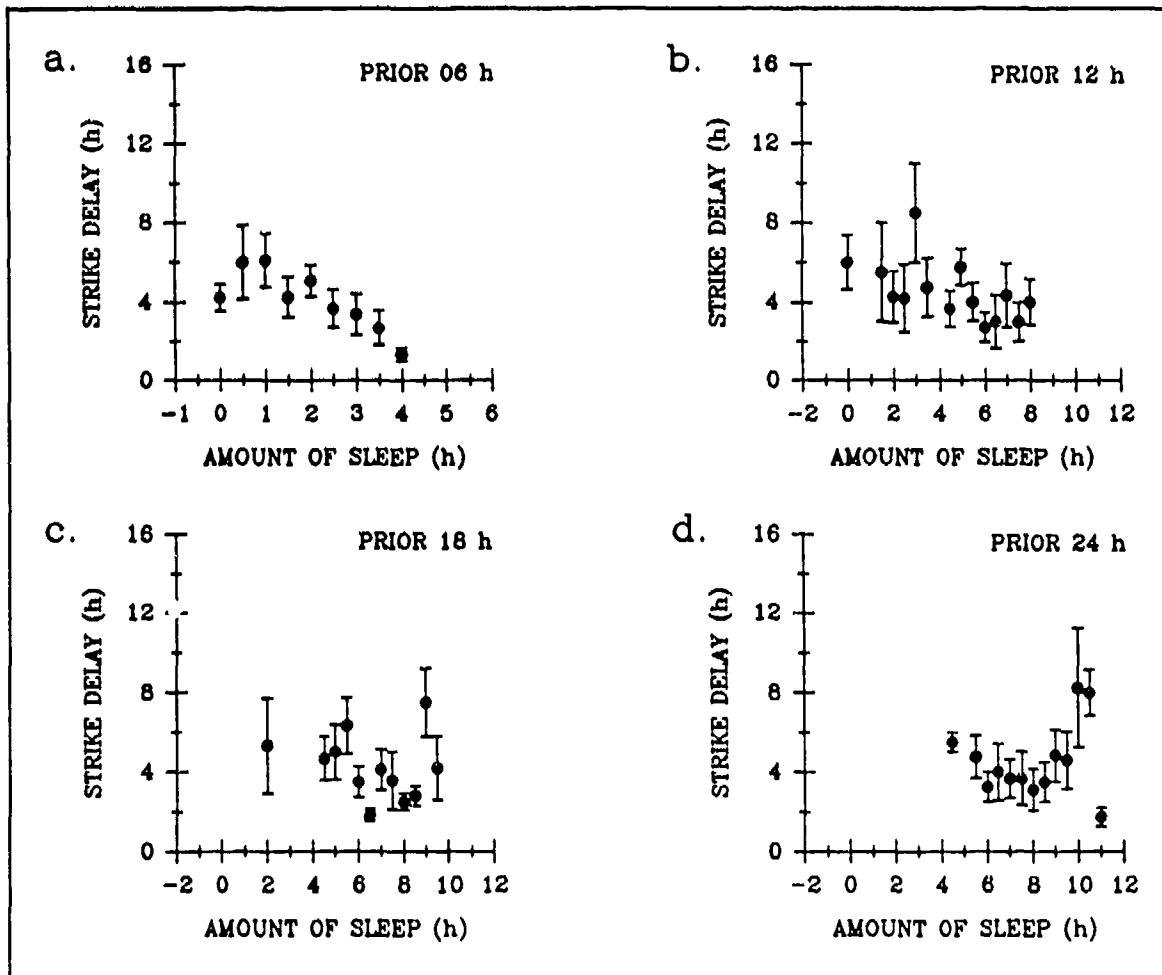 a.
PRIOR 06 h
STRIKE DELAY (h)
16
12
8
4
0
-1 0 1 2 3 4 5 6
AMOUNT OF SLEEP (h)
b.
PRIOR 12 h
STRIKE DELAY (h)
16
12
8
4
0
-2 0 2 4 6 8 10 12
AMOUNT OF SLEEP (h)
c.
PRIOR 18 h
STRIKE DELAY (h)
16
12
8
4
0
-2 0 2 4 6 8 10 12
AMOUNT OF SLEEP (h)
d.
PRIOR 24 h
STRIKE DELAY (h)
16
12
8
4
0
-2 0 2 4 6 8 10 12
AMOUNT OF SLEEP (h)